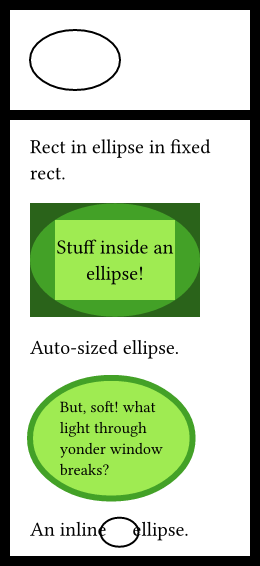 Rect in ellipse in fixed
rect.
Stuff inside an
ellipse!
Auto-sized ellipse.
But, soft! what
light through
yonder window
breaks?
An inline ellipse.